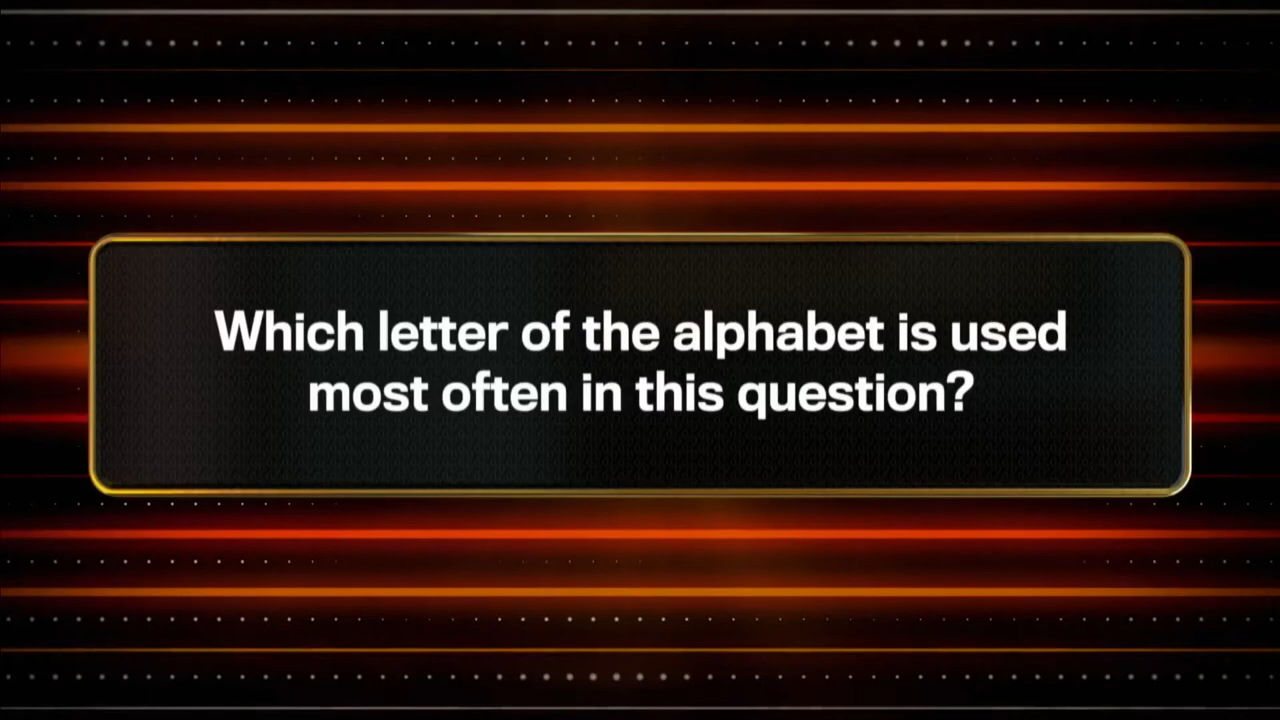 Which letter of the alphabet is used
most often in this question?